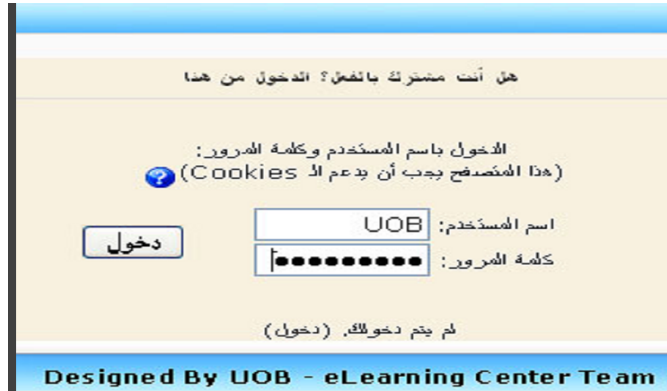 هل أنت مشترك بالفعل؟ الدخول من هنا
الدخول باسم المستخدم وكلمة المرور:
(هذا المتصفح يجب أن يدعم الـ Cookies)
اسم المستخدم: UOB
كلمة المرور: •••••••••
دخول
لم يتم دخولك. (دخول)
Designed By UOB - eLearning Center Team